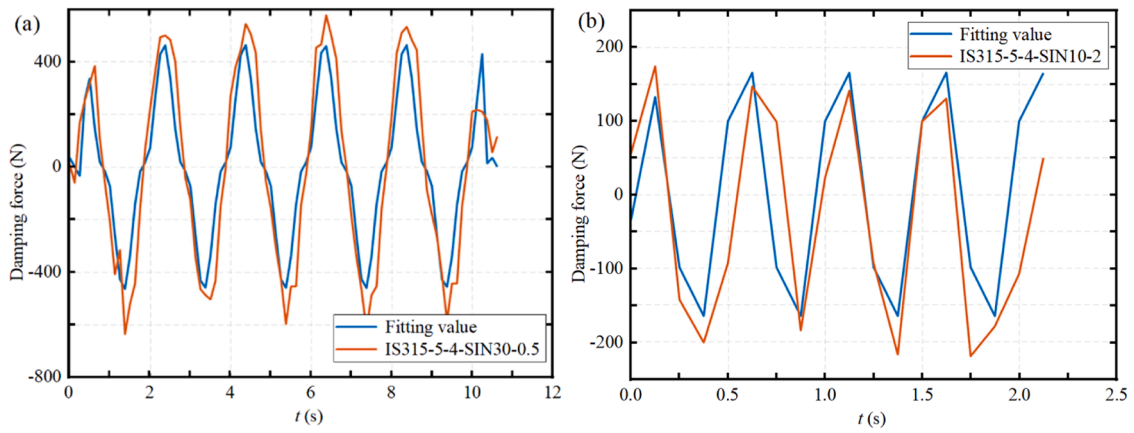 (a)
Damping force (N)
400
0
-400
-800
0
2
4
6
8
10
12
t (s)
Fitting value
IS315-5-4-SIN30-0.5
(b)
Damping force (N)
200
100
0
-100
-200
0.0
0.5
1.0
1.5
2.0
2.5
t (s)
Fitting value
IS315-5-4-SIN10-2